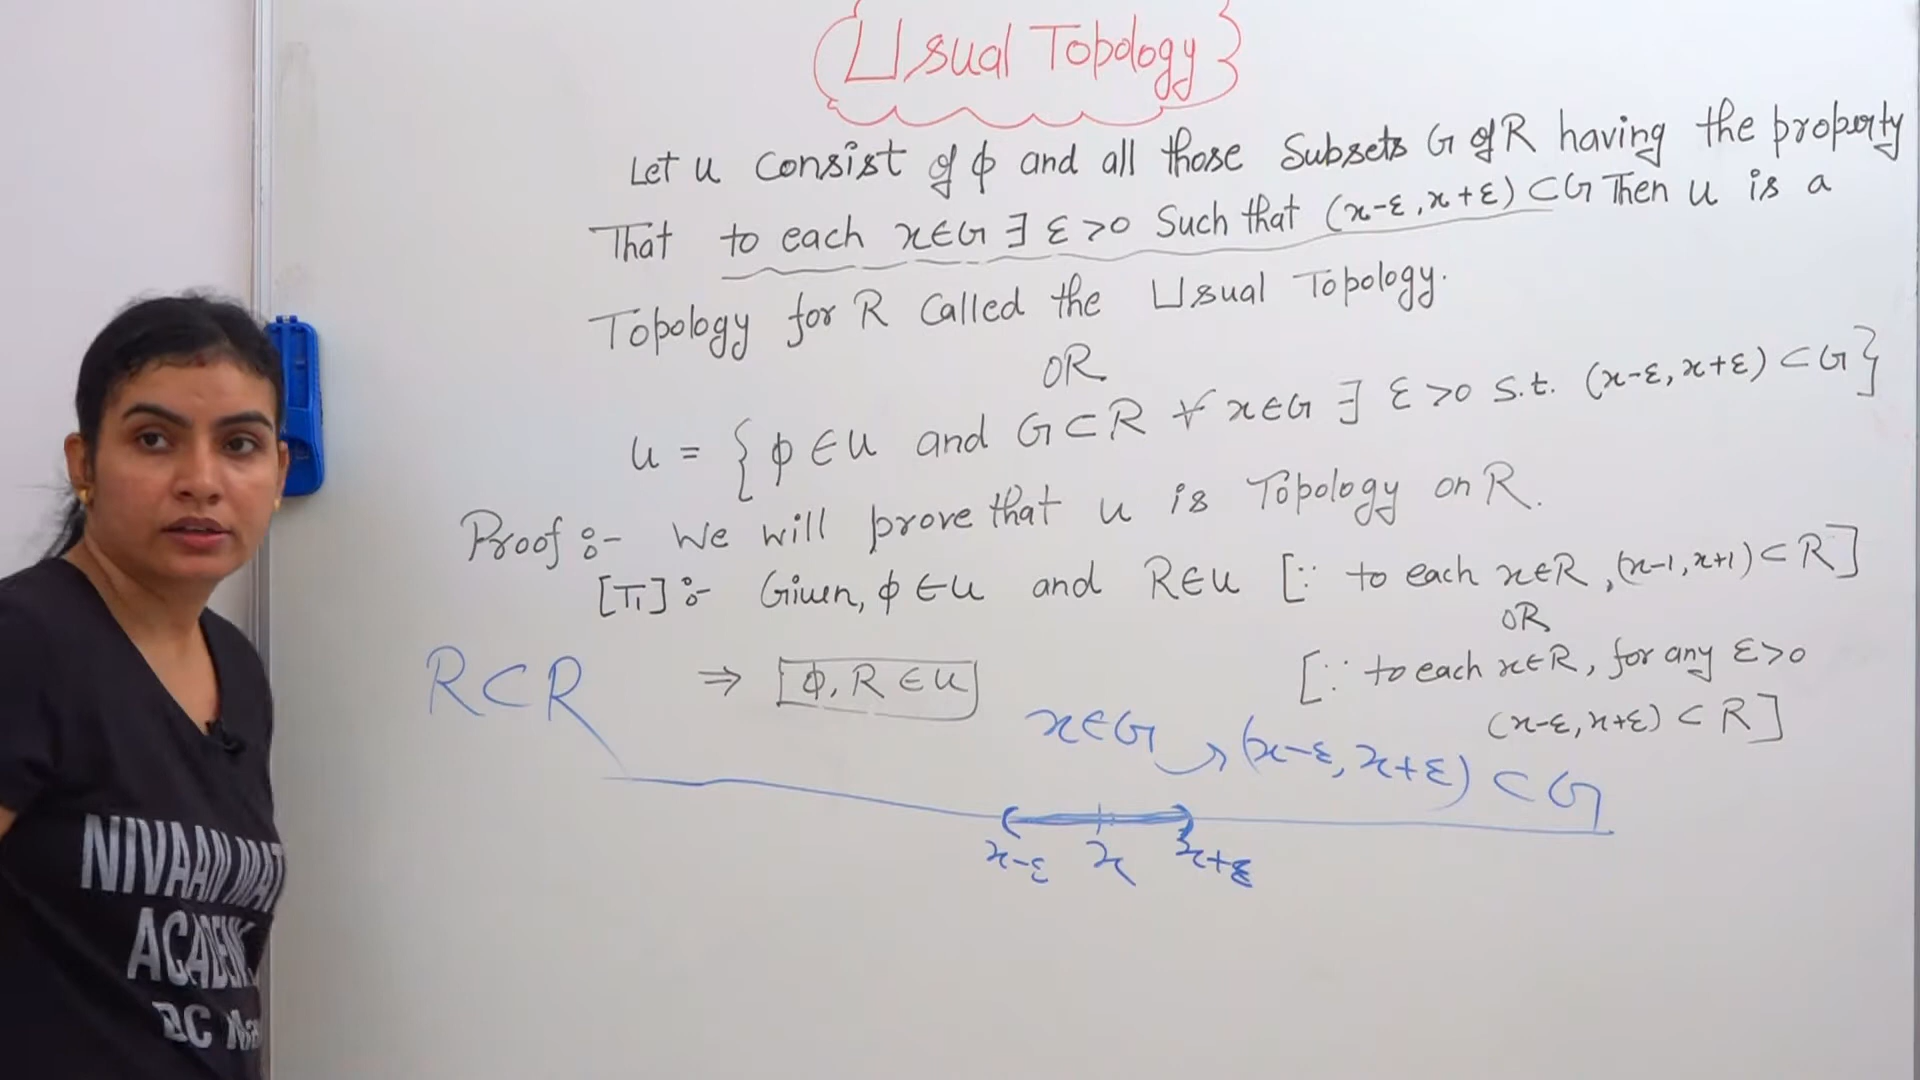 Usual Topology
Let U Consist of ϕ and all those Subsets G of R having the property
That to each x∈G ∃ ε>0 Such that (x-ε, x+ε) ⊂G Then U is a
Topology for R Called the Usual Topology.
OR
U = { ϕ ∈ U and G⊂R ∀ x∈G ∃ ε>0 s.t. (x-ε, x+ε) ⊂ G }
Proof :- We will prove that U is Topology on R.
[T1] :- Given, ϕ ∈ U and R∈U [∵ to each x∈R, (x-1, x+1) ⊂ R]
OR
[∵ to each x∈R, for any ε>0
(x-ε, x+ε) ⊂ R]
⇒ ϕ, R ∈ U
R⊂R
x∈G → (x-ε, x+ε) ⊂ G
x-ε x x+ε
NIVAAN MAT
ACADEM